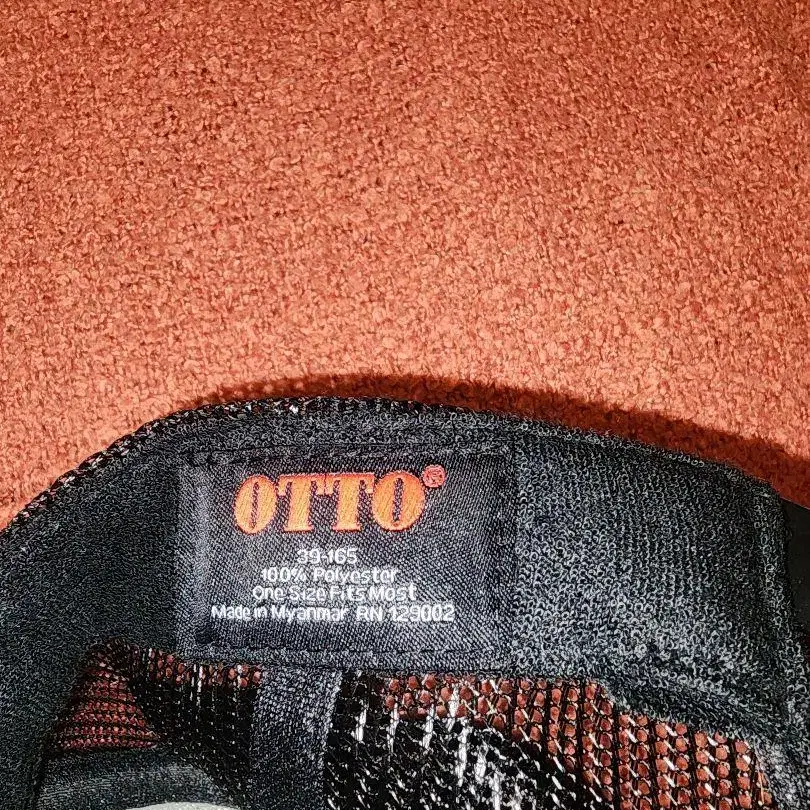 OTTO®
39-165
100% Polyester
One Size Fits Most
Made in Myanmar RN 129002